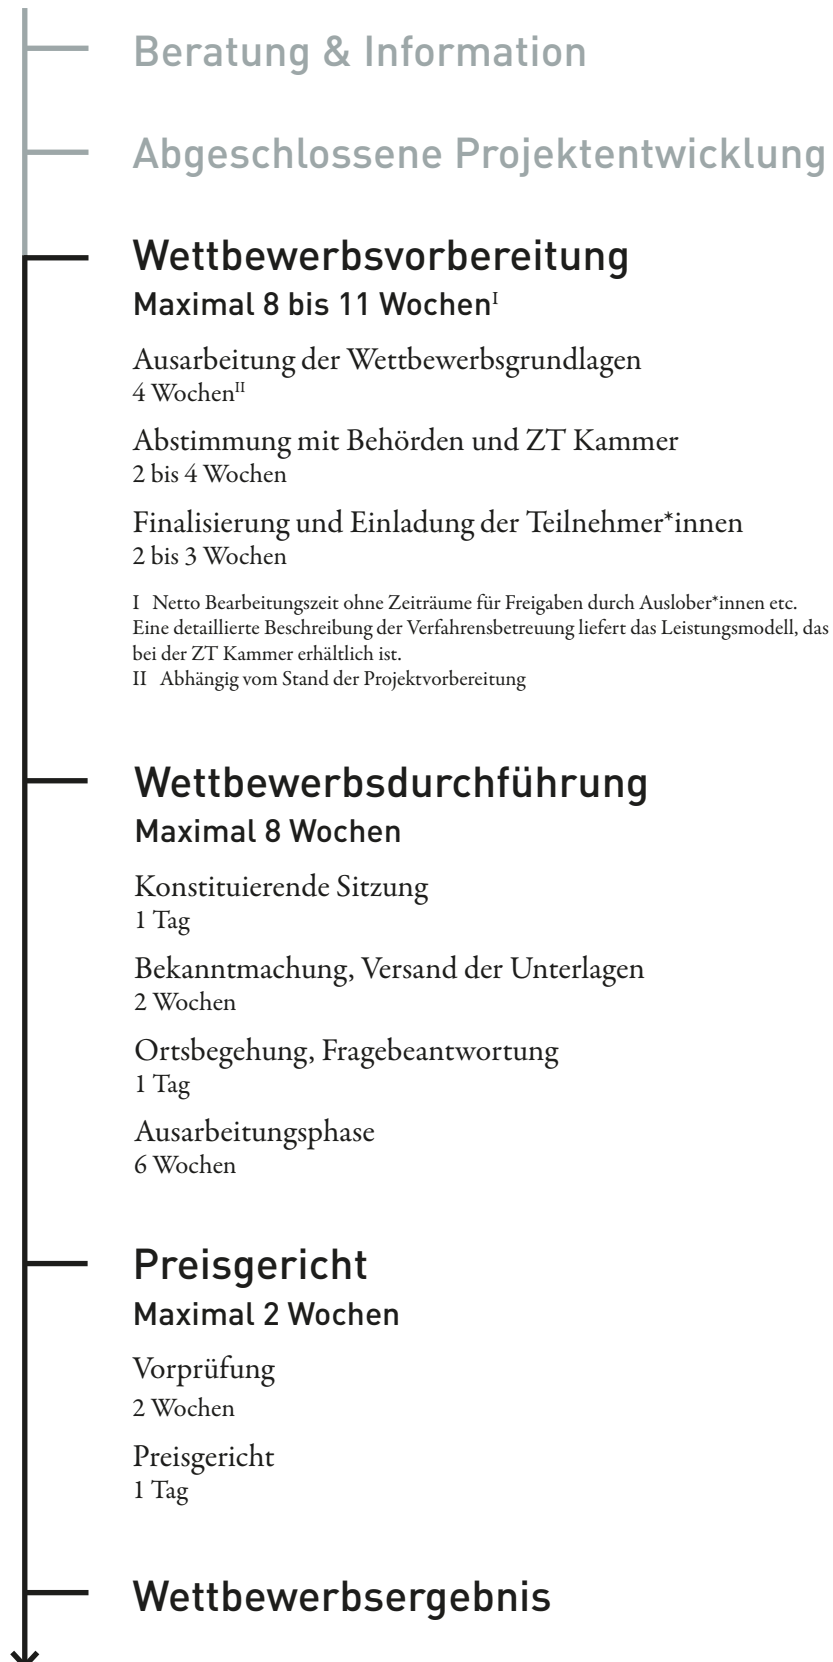 Beratung & Information
Abgeschlossene Projektentwicklung
Wettbewerbsvorbereitung
Maximal 8 bis 11 Wochenᴵ
Ausarbeitung der Wettbewerbsgrundlagen
4 Wochenᴵᴵ
Abstimmung mit Behörden und ZT Kammer
2 bis 4 Wochen
Finalisierung und Einladung der Teilnehmer*innen
2 bis 3 Wochen
I Netto Bearbeitungszeit ohne Zeiträume für Freigaben durch Auslober*innen etc.
Eine detaillierte Beschreibung der Verfahrensbetreuung liefert das Leistungsmodell, das
bei der ZT Kammer erhältlich ist.
II Abhängig vom Stand der Projektvorbereitung
Wettbewerbsdurchführung
Maximal 8 Wochen
Konstituierende Sitzung
1 Tag
Bekanntmachung, Versand der Unterlagen
2 Wochen
Ortsbegehung, Fragebeantwortung
1 Tag
Ausarbeitungsphase
6 Wochen
Preisgericht
Maximal 2 Wochen
Vorprüfung
2 Wochen
Preisgericht
1 Tag
Wettbewerbsergebnis